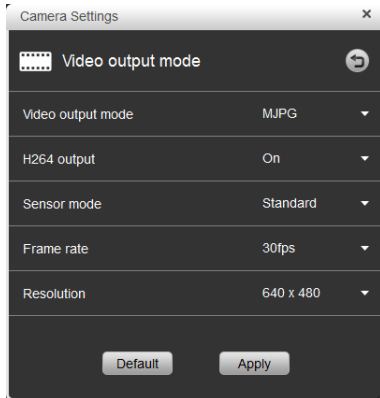 Camera Settings ×
Video output mode
Video output mode MJPG
H264 output On
Sensor mode Standard
Frame rate 30fps
Resolution 640 x 480
Default Apply